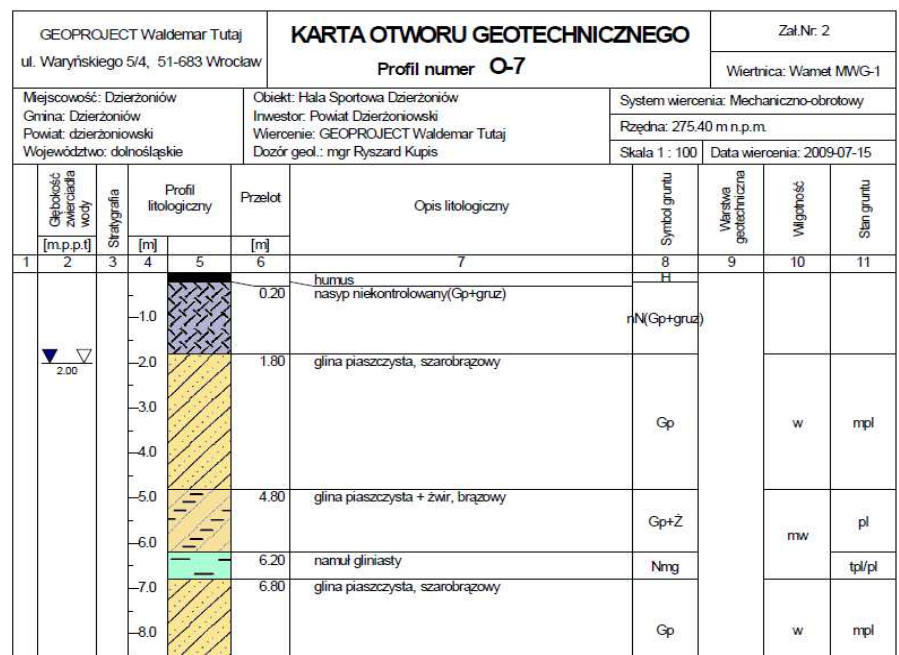 GEOPROJECT Waldemar Tutaj
ul. Waryńskiego 5/4, 51-683 Wrocław
KARTA OTWORU GEOTECHNICZNEGO
Profil numer O-7
Zał.Nr: 2
Wiertnica: Wamet MWG-1
Miejscowość: Dzierżoniów
Gmina: Dzierżoniów
Powiat: dzierżoniowski
Województwo: dolnośląskie
Obiekt: Hala Sportowa Dzierżoniów
Inwestor: Powiat Dzierżoniowski
Wiercenie: GEOPROJECT Waldemar Tutaj
Dozór geol.: mgr Ryszard Kupis
System wiercenia: Mechaniczno-obrotowy
Rzędna: 275.40 m n.p.m.
Skala 1 : 100
Data wiercenia: 2009-07-15
Głębokość
zwierciadła
wody
[m.p.p.t]
Stratygrafia
Profil
litologiczny
[m]
Przelot
[m]
Opis litologiczny
Symbol gruntu
Warstwa
geotechniczna
Wilgotność
Stan gruntu
1 2 3 4 5 6 7 8 9 10 11
humus H
0.20 nasyp niekontrolowany(Gp+gruz)
1.0 nN(Gp+gruz)
2.00
2.0 1.80 glina piaszczysta, szarobrązowy
3.0 Gp w mpl
4.0
5.0 4.80 glina piaszczysta + żwir, brązowy
Gp+Ż mw pl
6.0
6.20 namuł gliniasty Nmg tpl/pl
7.0 6.80 glina piaszczysta, szarobrązowy
8.0 Gp w mpl